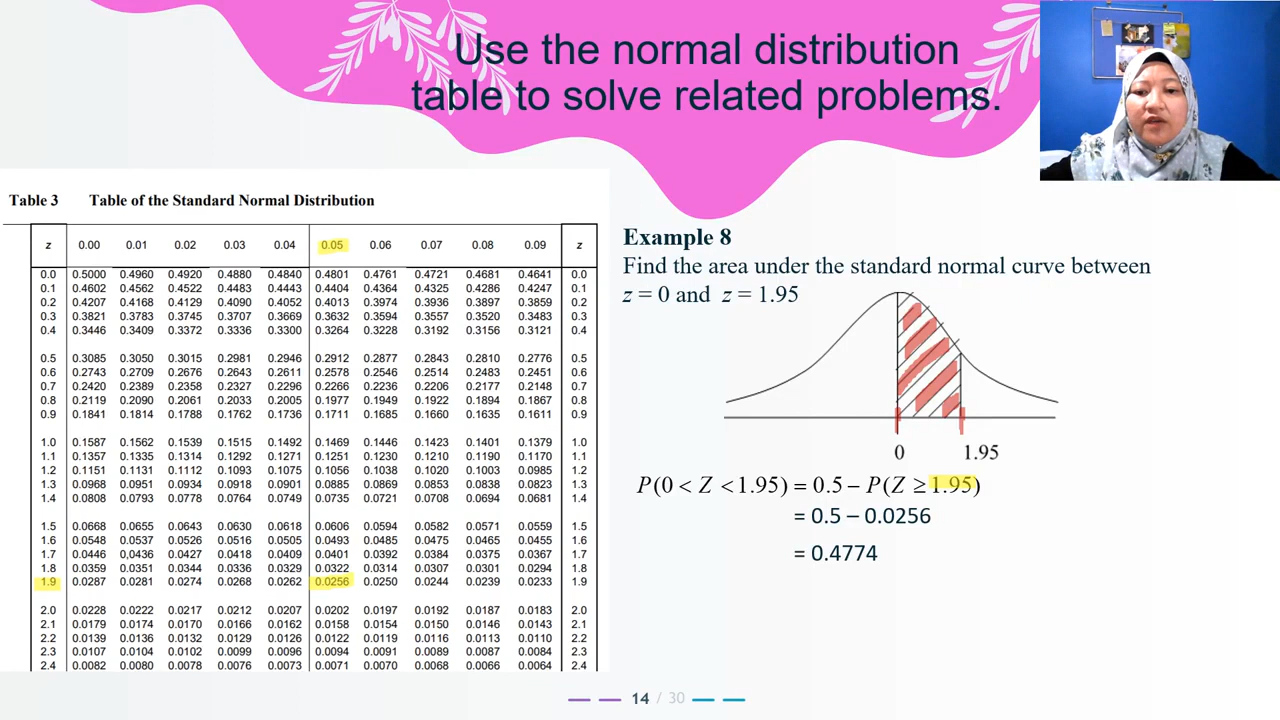 Use the normal distribution
table to solve related problems.
Table 3 Table of the Standard Normal Distribution
z 0.00 0.01 0.02 0.03 0.04 0.05 0.06 0.07 0.08 0.09 z
0.0 0.5000 0.4960 0.4920 0.4880 0.4840 0.4801 0.4761 0.4721 0.4681 0.4641 0.0
0.1 0.4602 0.4562 0.4522 0.4483 0.4443 0.4404 0.4364 0.4325 0.4286 0.4247 0.1
0.2 0.4207 0.4168 0.4129 0.4090 0.4052 0.4013 0.3974 0.3936 0.3897 0.3859 0.2
0.3 0.3821 0.3783 0.3745 0.3707 0.3669 0.3632 0.3594 0.3557 0.3520 0.3483 0.3
0.4 0.3446 0.3409 0.3372 0.3336 0.3300 0.3264 0.3228 0.3192 0.3156 0.3121 0.4
0.5 0.3085 0.3050 0.3015 0.2981 0.2946 0.2912 0.2877 0.2843 0.2810 0.2776 0.5
0.6 0.2743 0.2709 0.2676 0.2643 0.2611 0.2578 0.2546 0.2514 0.2483 0.2451 0.6
0.7 0.2420 0.2389 0.2358 0.2327 0.2296 0.2266 0.2236 0.2206 0.2177 0.2148 0.7
0.8 0.2119 0.2090 0.2061 0.2033 0.2005 0.1977 0.1949 0.1922 0.1894 0.1867 0.8
0.9 0.1841 0.1814 0.1788 0.1762 0.1736 0.1711 0.1685 0.1660 0.1635 0.1611 0.9
1.0 0.1587 0.1562 0.1539 0.1515 0.1492 0.1469 0.1446 0.1423 0.1401 0.1379 1.0
1.1 0.1357 0.1335 0.1314 0.1292 0.1271 0.1251 0.1230 0.1210 0.1190 0.1170 1.1
1.2 0.1151 0.1131 0.1112 0.1093 0.1075 0.1056 0.1038 0.1020 0.1003 0.0985 1.2
1.3 0.0968 0.0951 0.0934 0.0918 0.0901 0.0885 0.0869 0.0853 0.0838 0.0823 1.3
1.4 0.0808 0.0793 0.0778 0.0764 0.0749 0.0735 0.0721 0.0708 0.0694 0.0681 1.4
1.5 0.0668 0.0655 0.0643 0.0630 0.0618 0.0606 0.0594 0.0582 0.0571 0.0559 1.5
1.6 0.0548 0.0537 0.0526 0.0516 0.0505 0.0493 0.0485 0.0475 0.0465 0.0455 1.6
1.7 0.0446 0,0436 0.0427 0.0418 0.0409 0.0401 0.0392 0.0384 0.0375 0.0367 1.7
1.8 0.0359 0.0351 0.0344 0.0336 0.0329 0.0322 0.0314 0.0307 0.0301 0.0294 1.8
1.9 0.0287 0.0281 0.0274 0.0268 0.0262 0.0256 0.0250 0.0244 0.0239 0.0233 1.9
2.0 0.0228 0.0222 0.0217 0.0212 0.0207 0.0202 0.0197 0.0192 0.0187 0.0183 2.0
2.1 0.0179 0.0174 0.0170 0.0166 0.0162 0.0158 0.0154 0.0150 0.0146 0.0143 2.1
2.2 0.0139 0.0136 0.0132 0.0129 0.0126 0.0122 0.0119 0.0116 0.0113 0.0110 2.2
2.3 0.0107 0.0104 0.0102 0.0099 0.0096 0.0094 0.0091 0.0089 0.0087 0.0084 2.3
2.4 0.0082 0.0080 0.0078 0.0076 0.0073 0.0071 0.0070 0.0068 0.0066 0.0064 2.4
Example 8
Find the area under the standard normal curve between
z = 0 and z = 1.95
0 1.95
P(0 < Z < 1.95) = 0.5 − P(Z ≥ 1.95)
= 0.5 – 0.0256
= 0.4774
14 / 30